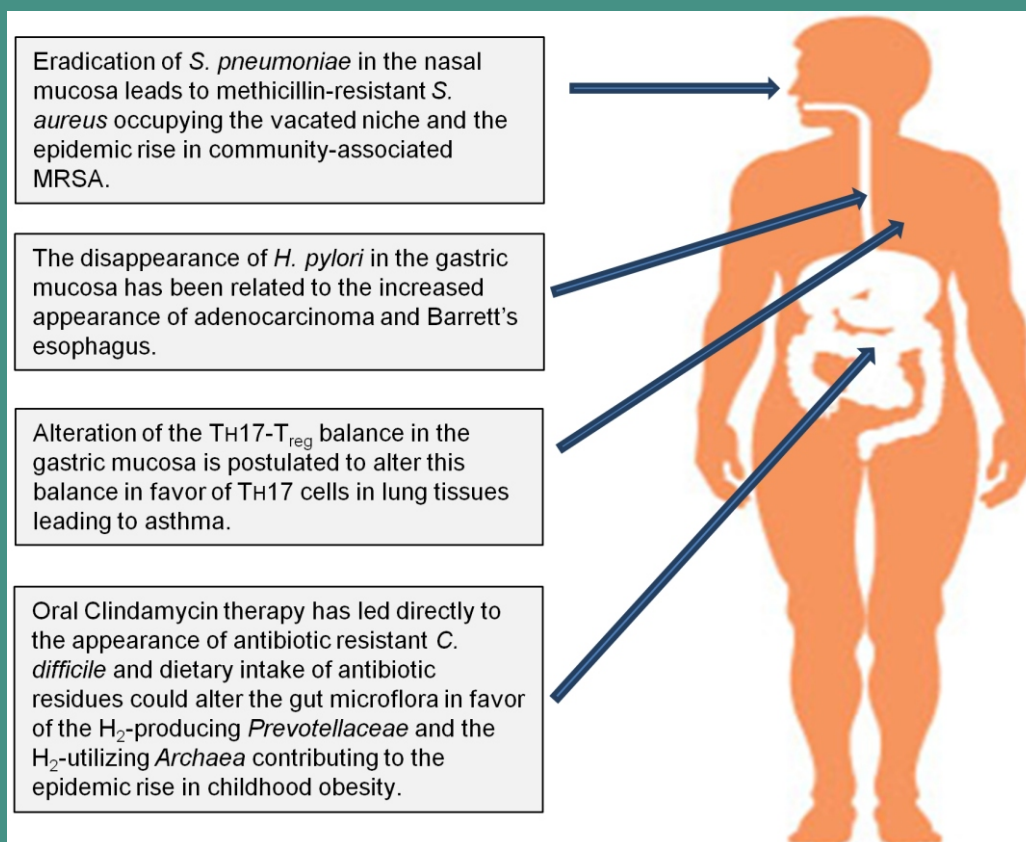 Eradication of S. pneumoniae in the nasal
mucosa leads to methicillin-resistant S.
aureus occupying the vacated niche and the
epidemic rise in community-associated
MRSA.
The disappearance of H. pylori in the gastric
mucosa has been related to the increased
appearance of adenocarcinoma and Barrett’s
esophagus.
Alteration of the TH17-Treg balance in the
gastric mucosa is postulated to alter this
balance in favor of TH17 cells in lung tissues
leading to asthma.
Oral Clindamycin therapy has led directly to
the appearance of antibiotic resistant C.
difficile and dietary intake of antibiotic
residues could alter the gut microflora in favor
of the H2-producing Prevotellaceae and the
H2-utilizing Archaea contributing to the
epidemic rise in childhood obesity.